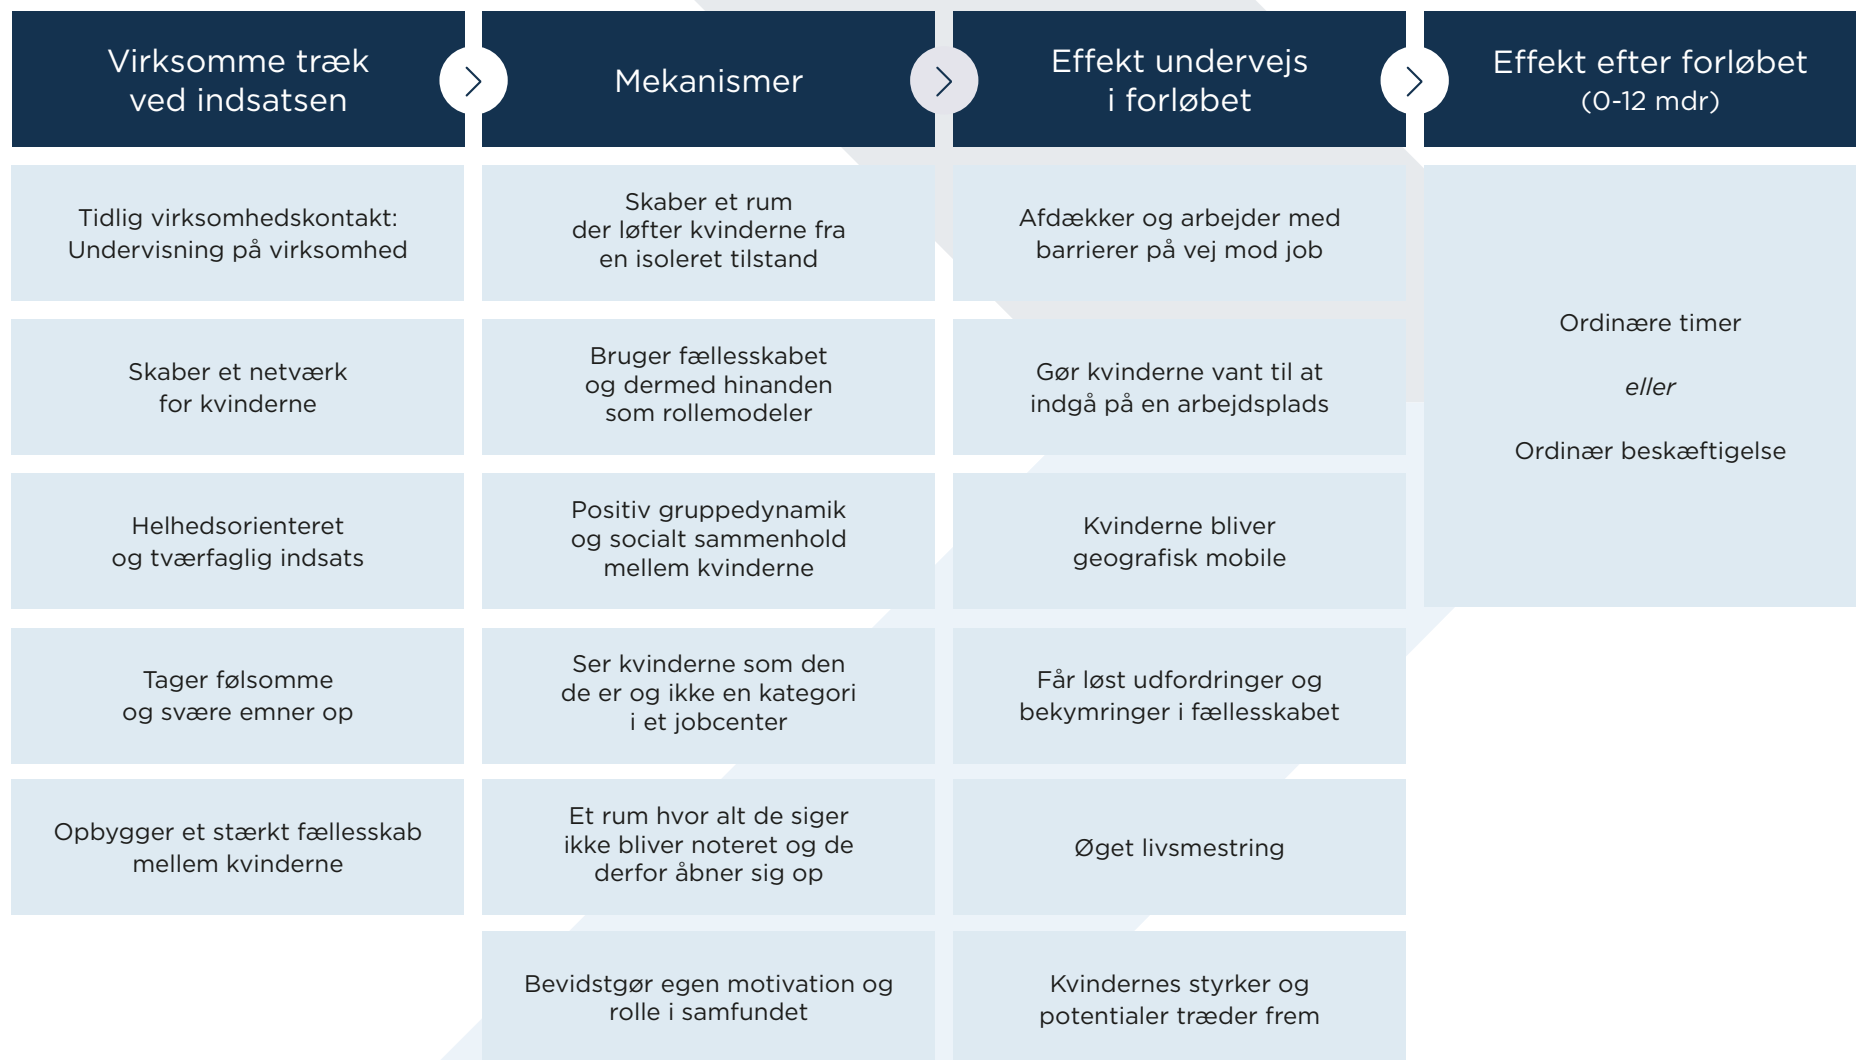 Virksomme træk
ved indsatsen
Mekanismer
Effekt undervejs
i forløbet
Effekt efter forløbet
(0-12 mdr)
Tidlig virksomhedskontakt:
Undervisning på virksomhed
Skaber et netværk
for kvinderne
Helhedsorienteret
og tværfaglig indsats
Tager følsomme
og svære emner op
Opbygger et stærkt fællesskab
mellem kvinderne
Skaber et rum
der løfter kvinderne fra
en isoleret tilstand
Bruger fællesskabet
og dermed hinanden
som rollemodeler
Positiv gruppedynamik
og socialt sammenhold
mellem kvinderne
Ser kvinderne som den
de er og ikke en kategori
i et jobcenter
Et rum hvor alt de siger
ikke bliver noteret og de
derfor åbner sig op
Bevidstgør egen motivation og
rolle i samfundet
Afdækker og arbejder med
barrierer på vej mod job
Gør kvinderne vant til at
indgå på en arbejdsplads
Kvinderne bliver
geografisk mobile
Får løst udfordringer og
bekymringer i fællesskabet
Øget livsmestring
Kvindernes styrker og
potentialer træder frem
Ordinære timer
eller
Ordinær beskæftigelse